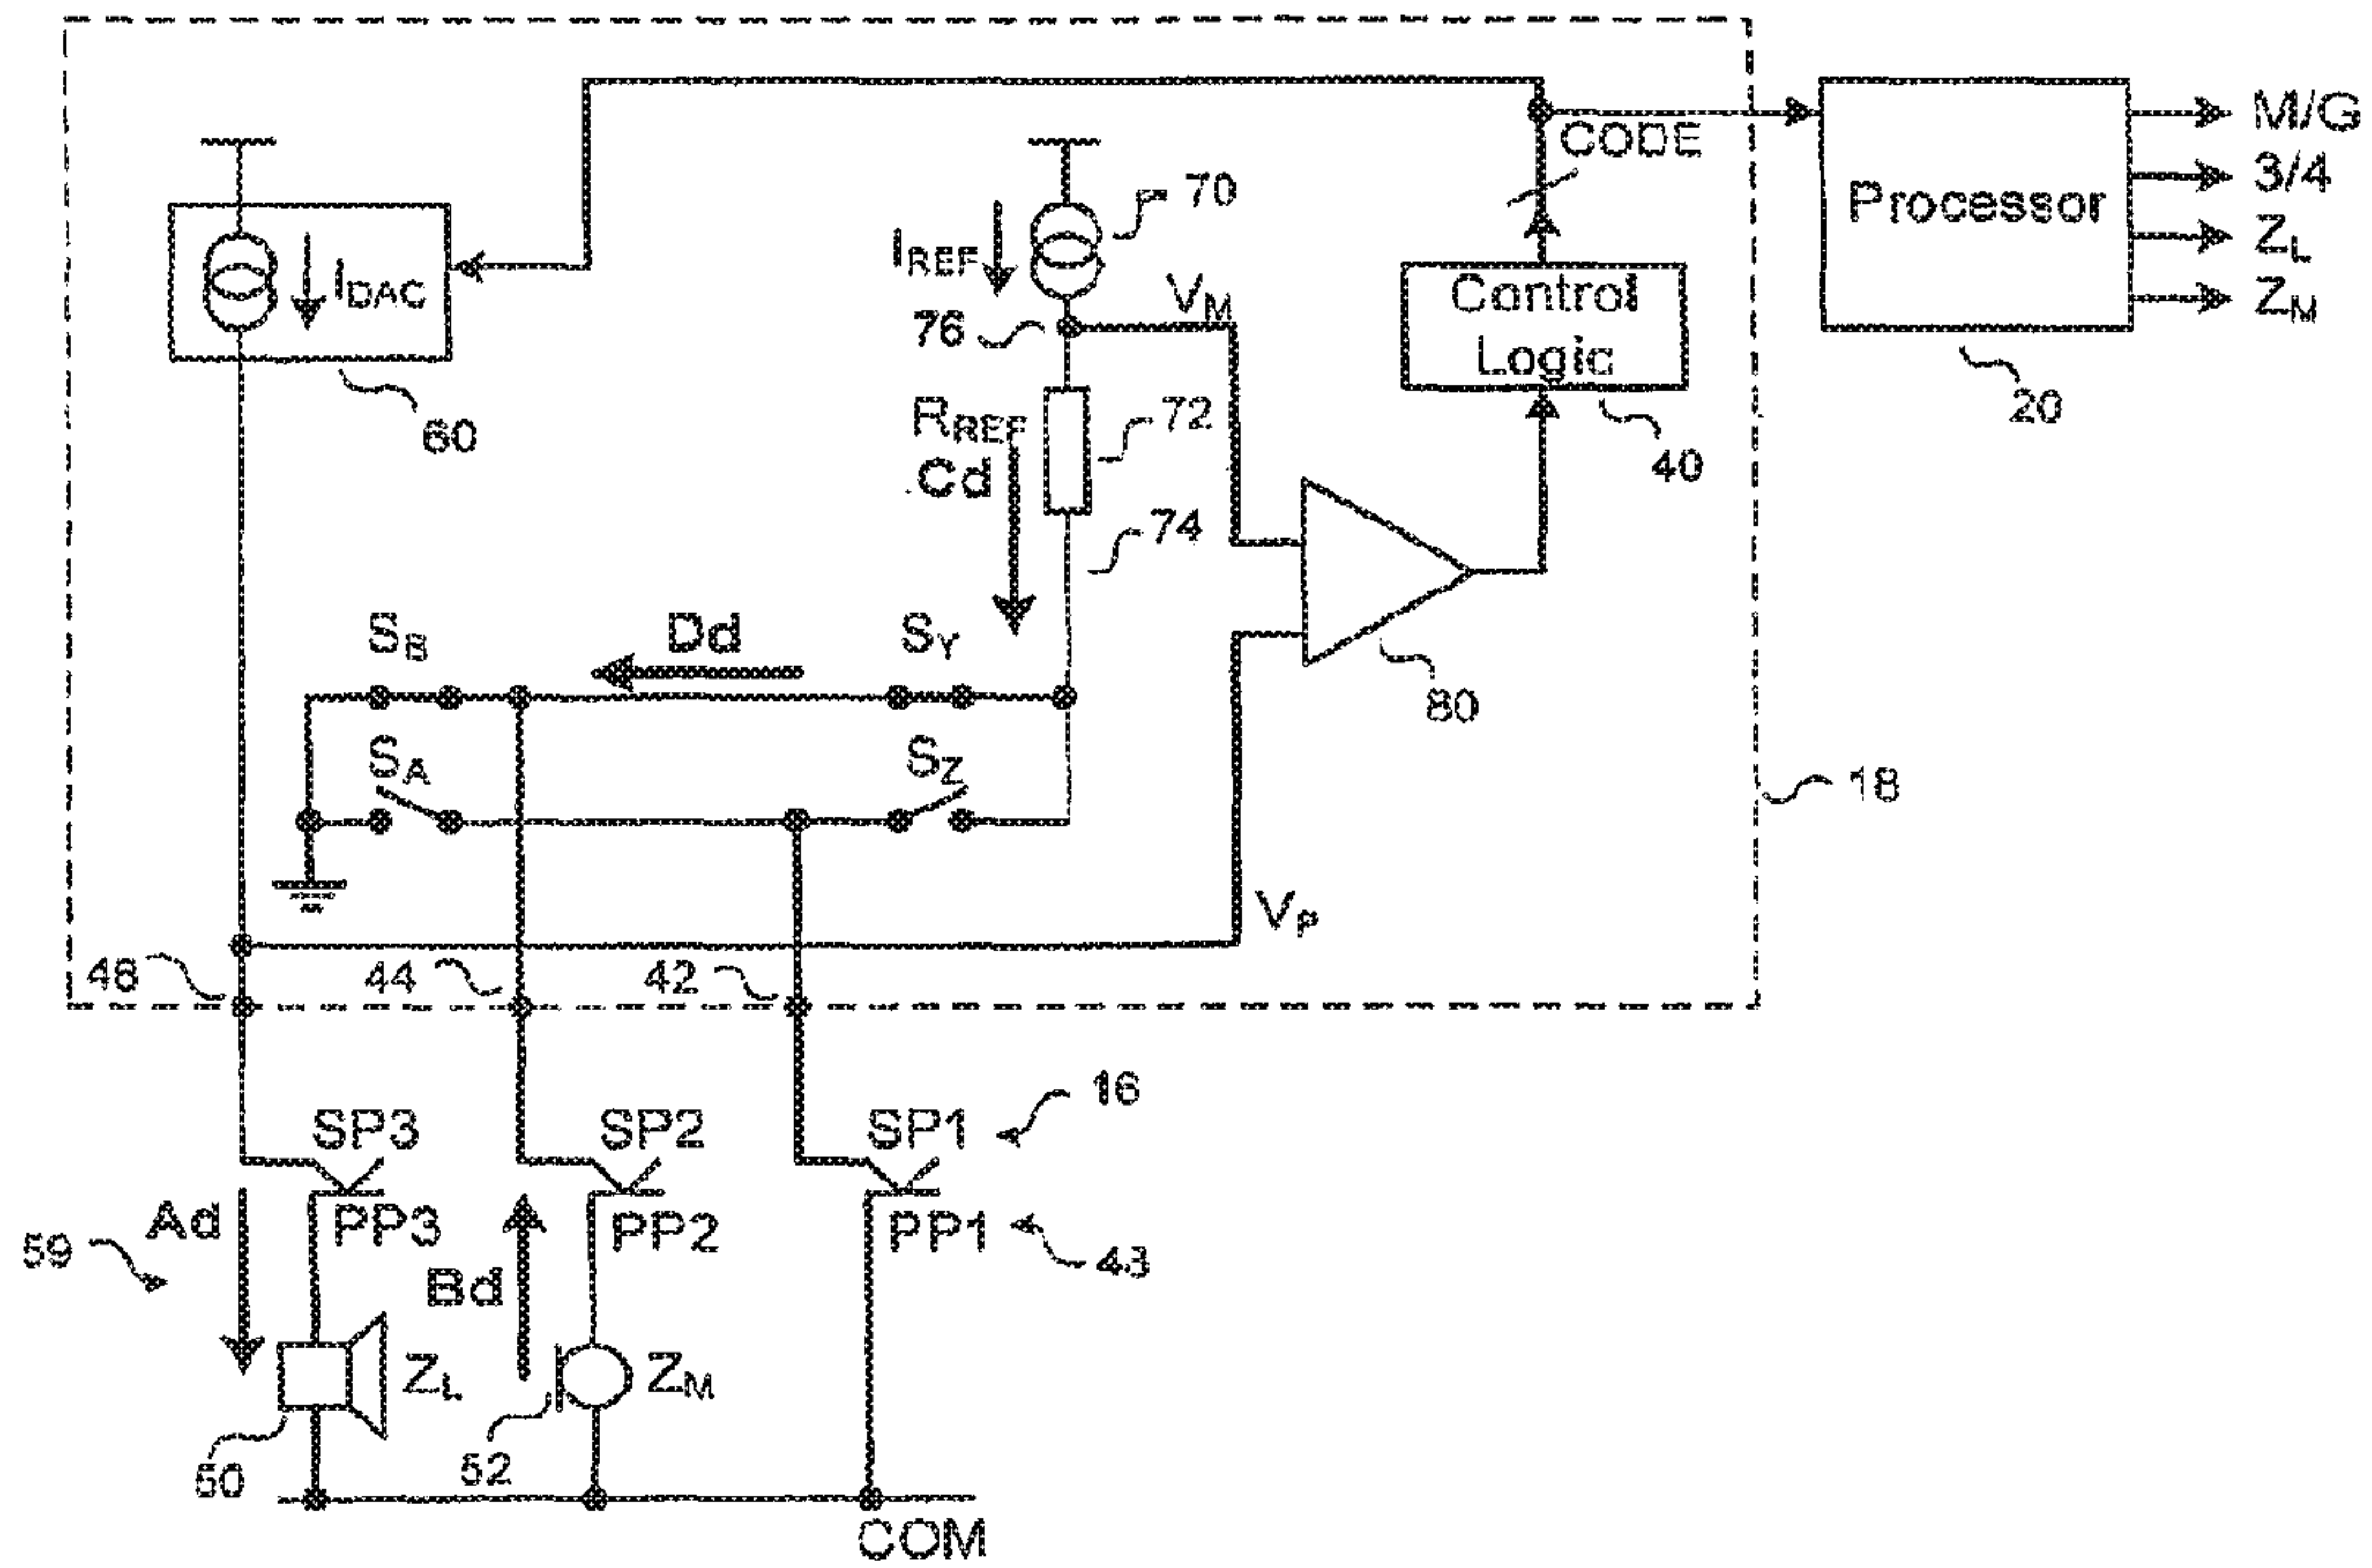 M/G
CODE
3/4
Processor
Z_L
Z_M
70
I_REF
I_DAC
V_M
76
Control
Logic
20
60
R_REF
72
40
Cd
74
S_B
Dd
S_Y
80
S_A
S_Z
18
V_P
46
44
42
16
SP3
SP2
SP1
Ad
PP3
PP2
PP1
59
Bd
48
Z_L
Z_M
50
52
COM